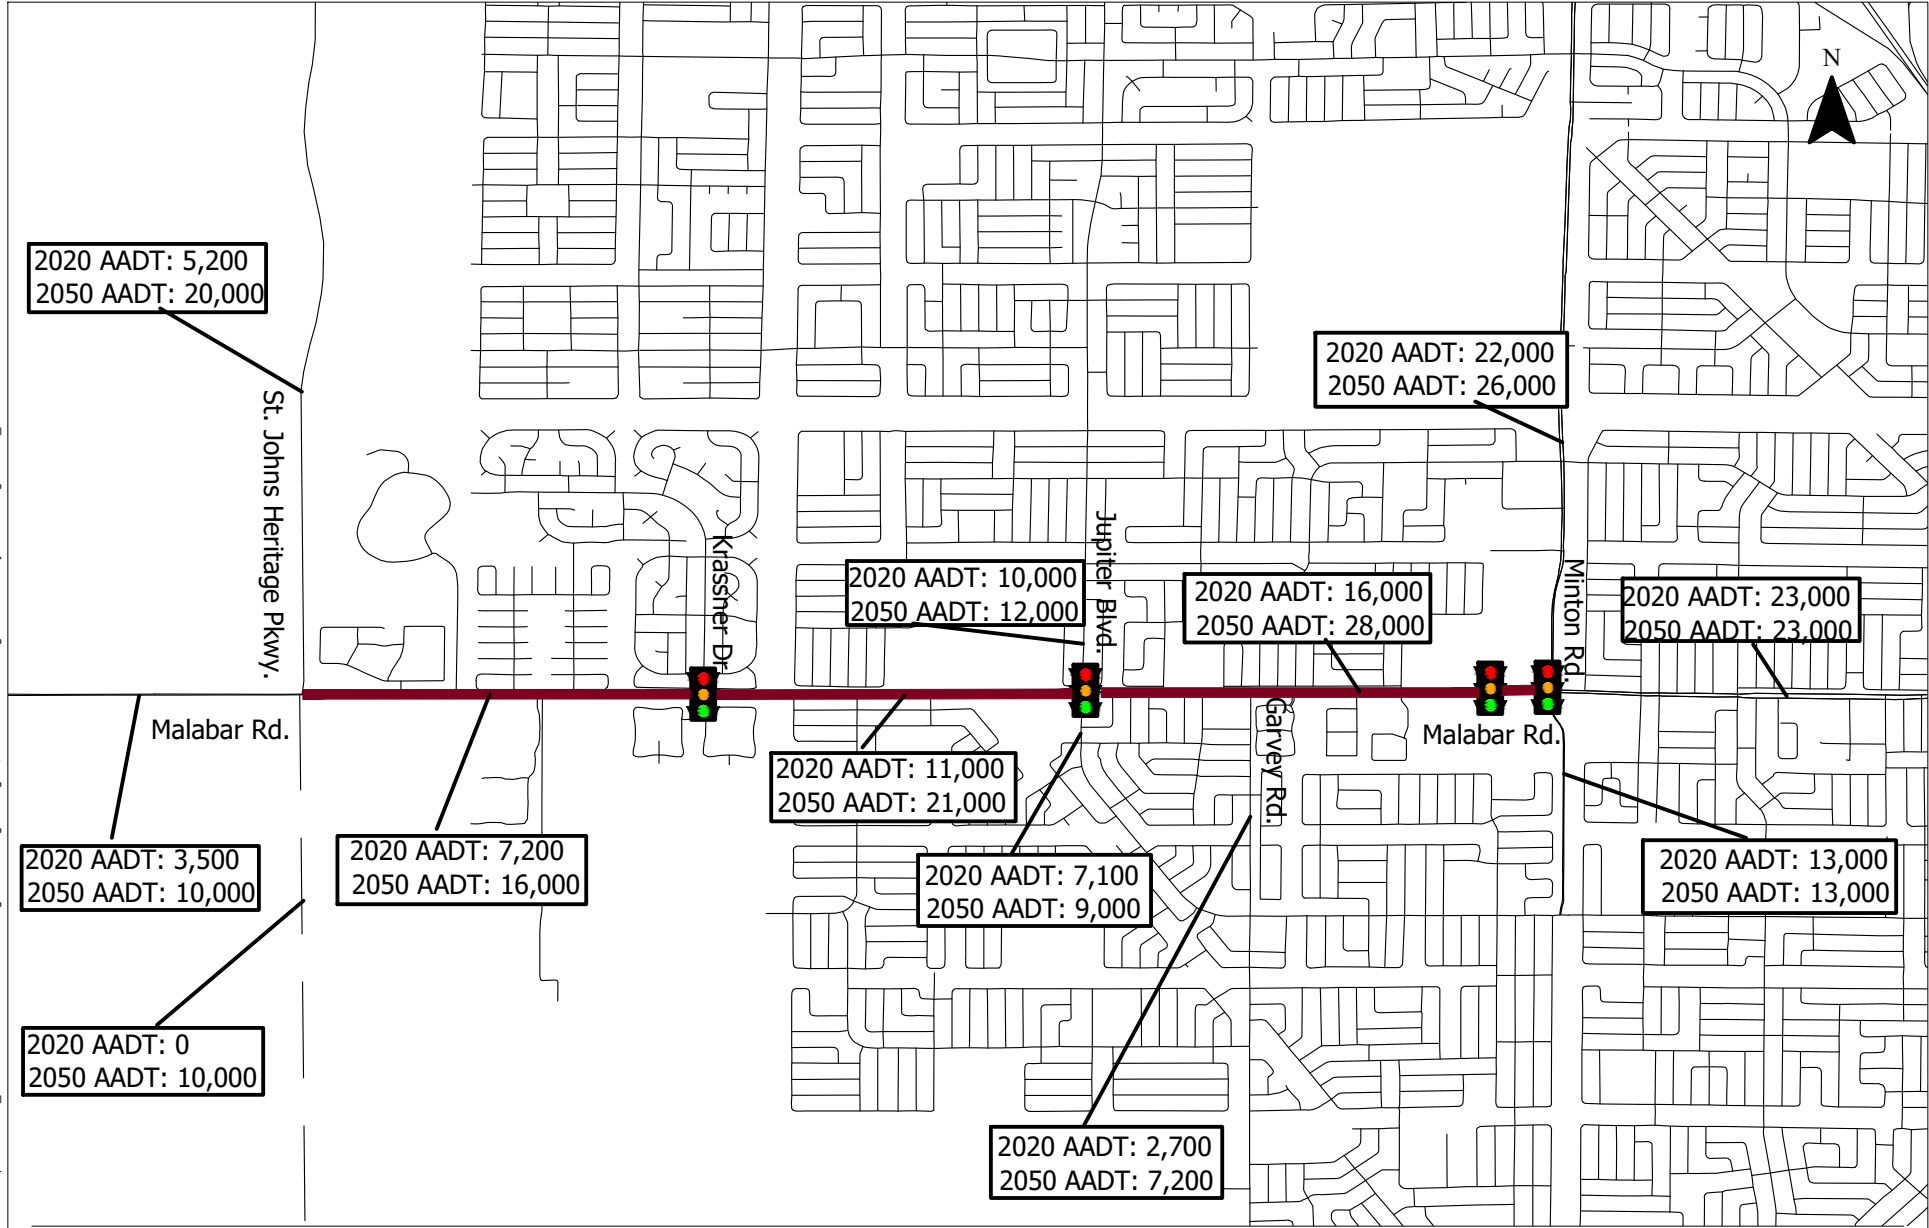 N
2020 AADT: 5,200
2050 AADT: 20,000
2020 AADT: 22,000
2050 AADT: 26,000
St. Johns Heritage Pkwy.
Krassner Dr.
Jupiter Blvd.
Minton Rd.
2020 AADT: 10,000
2050 AADT: 12,000
2020 AADT: 16,000
2050 AADT: 28,000
2020 AADT: 23,000
2050 AADT: 23,000
Malabar Rd.
Garvey Rd.
Malabar Rd.
2020 AADT: 11,000
2050 AADT: 21,000
2020 AADT: 3,500
2050 AADT: 10,000
2020 AADT: 7,200
2050 AADT: 16,000
2020 AADT: 7,100
2050 AADT: 9,000
2020 AADT: 13,000
2050 AADT: 13,000
2020 AADT: 0
2050 AADT: 10,000
2020 AADT: 2,700
2050 AADT: 7,200